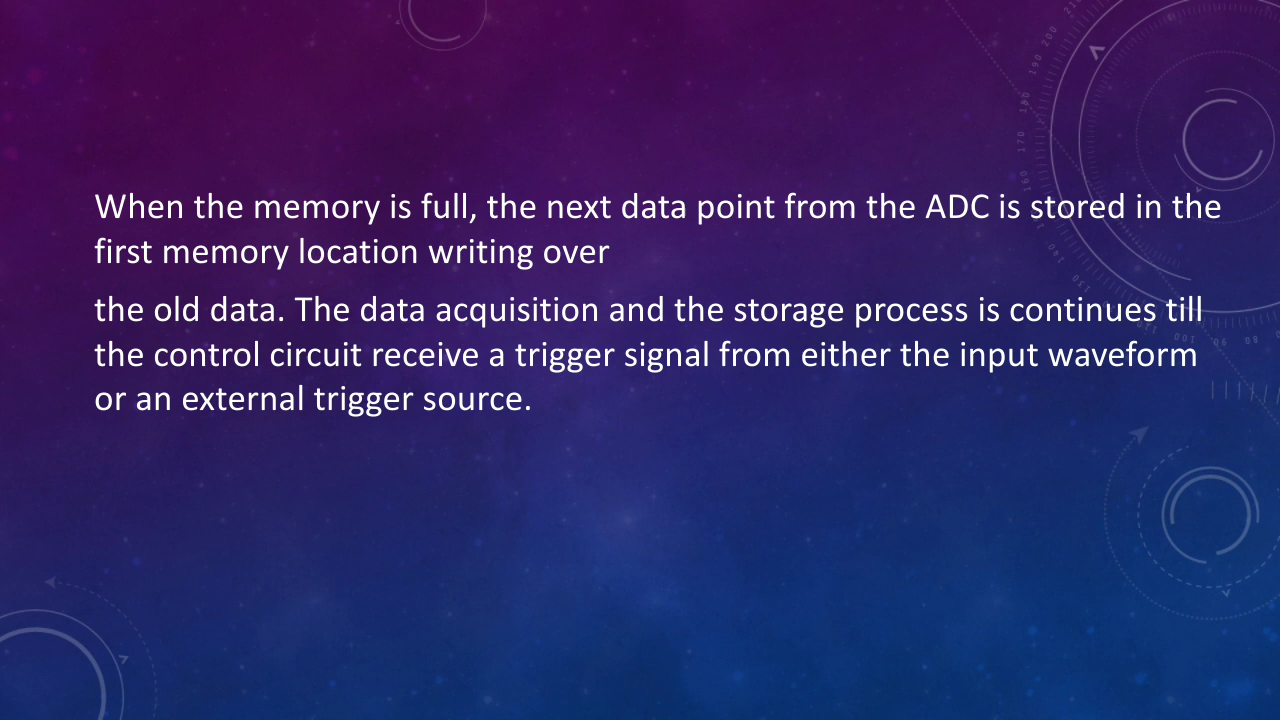 When the memory is full, the next data point from the ADC is stored in the
first memory location writing over
the old data. The data acquisition and the storage process is continues till
the control circuit receive a trigger signal from either the input waveform
or an external trigger source.